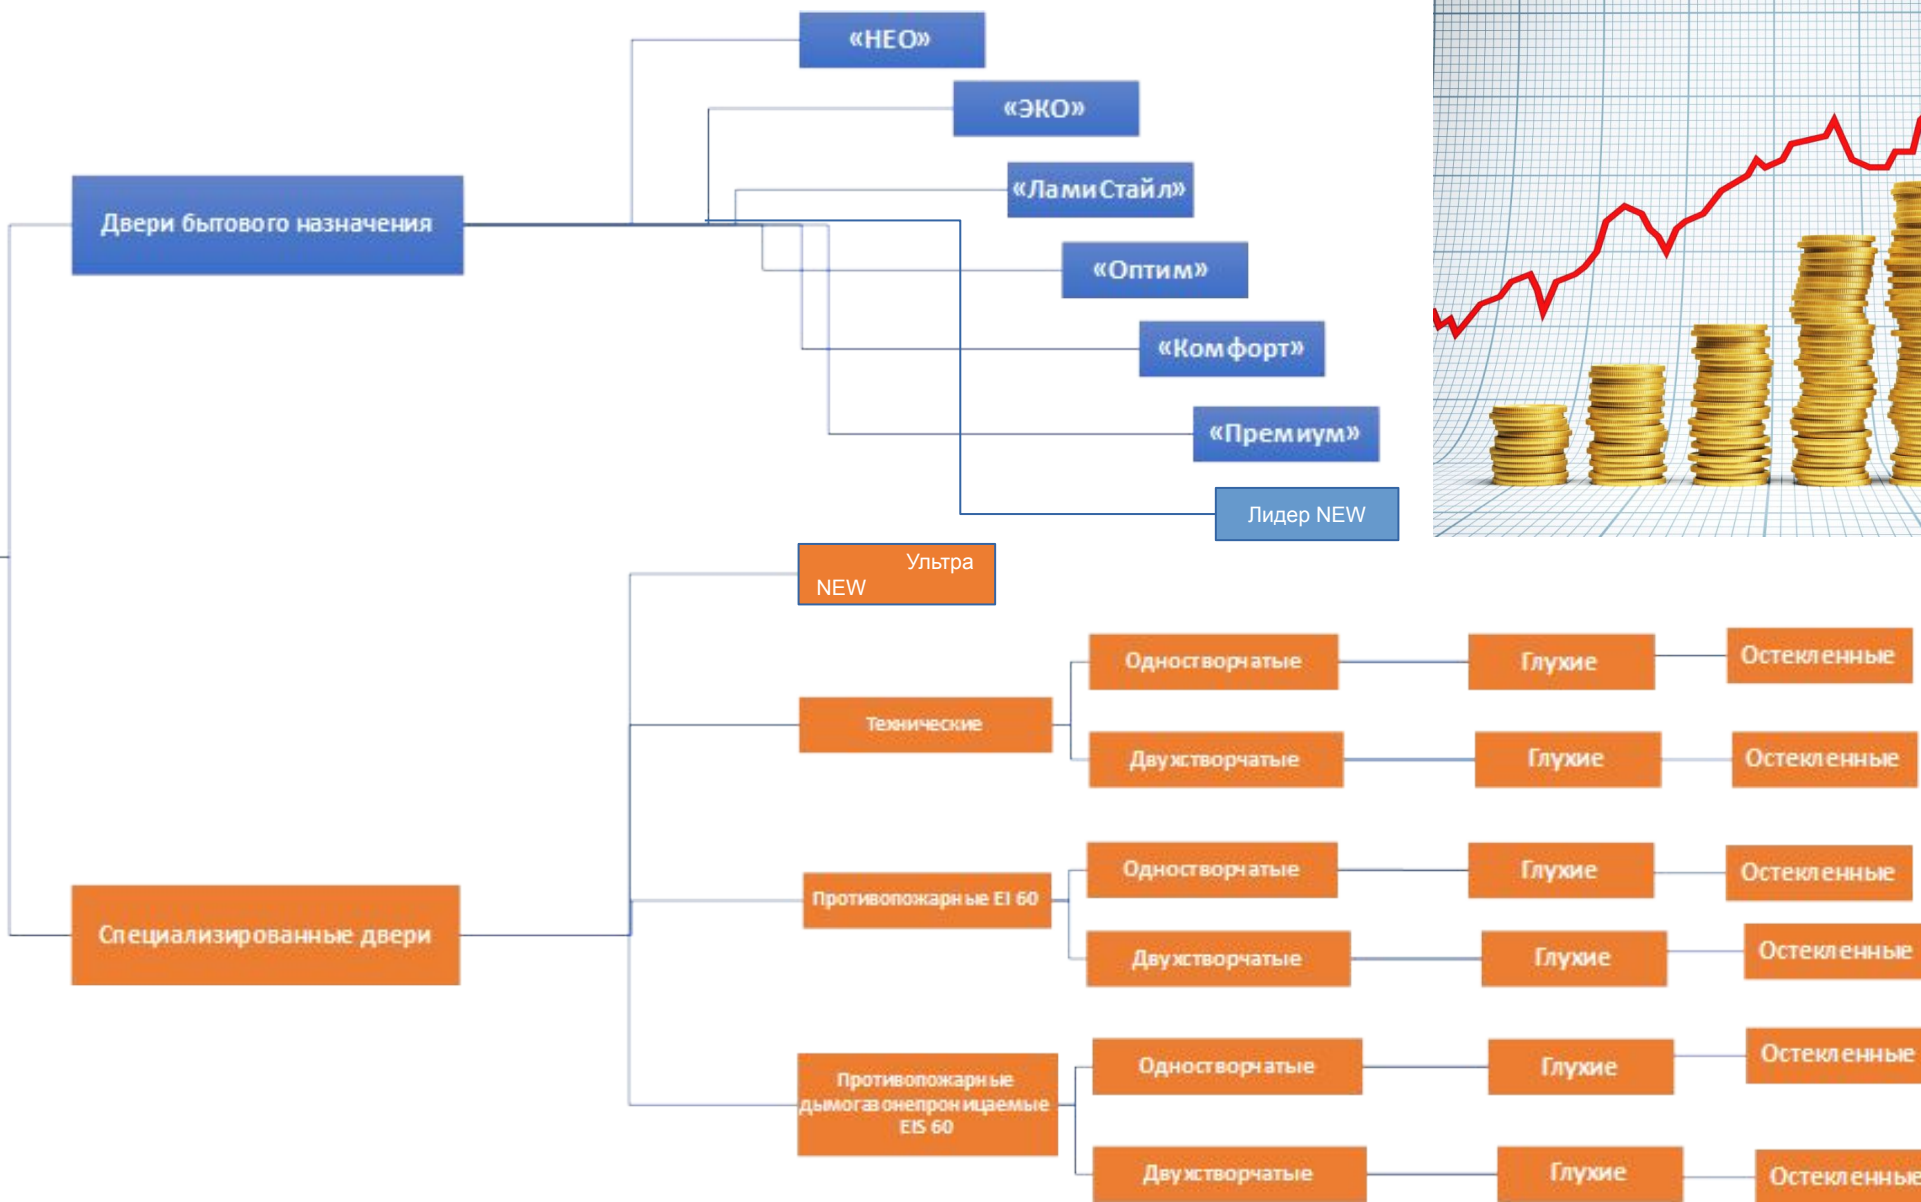 «НЕО»
«ЭКО»
«ЛамиСтайл»
Двери бытового назначения
«Оптим»
«Комфорт»
«Премиум»
Лидер NEW
Ультра
NEW
Одностворчатые
Глухие
Остекленные
Технические
Двухстворчатые
Глухие
Остекленные
Одностворчатые
Глухие
Остекленные
Противопожарные EI 60
Специализированные двери
Двухстворчатые
Глухие
Остекленные
Одностворчатые
Глухие
Остекленные
Противопожарные
дымогазонепроницаемые
EIS 60
Двухстворчатые
Глухие
Остекленные